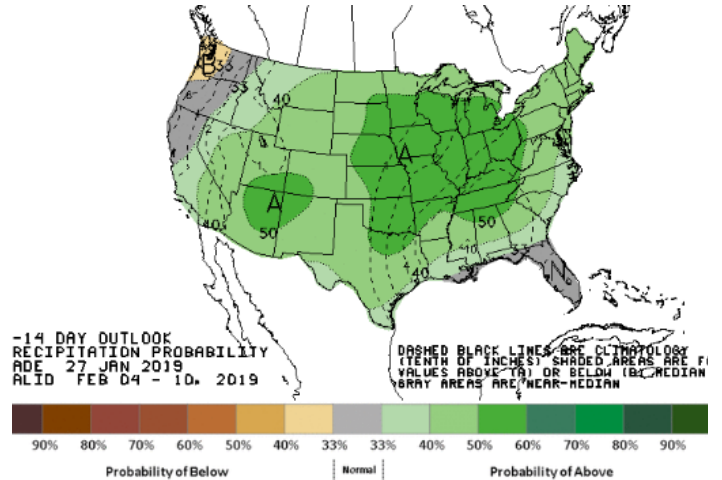 B 33
33
40
A
A
50
40
50
40
40
33
N
-14 DAY OUTLOOK
RECIPITATION PROBABILITY
ADE 27 JAN 2019
ALID FEB 04 - 10, 2019
DASHED BLACK LINES ARE CLIMATOLOGY
(TENTH OF INCHES) SHADED AREAS ARE FO
VALUES ABOVE (A) OR BELOW (B) MEDIAN
GRAY AREAS ARE NEAR-MEDIAN
90% 80% 70% 60% 50% 40% 33% 33% 40% 50% 60% 70% 80% 90%
Probability of Below Normal Probability of Above